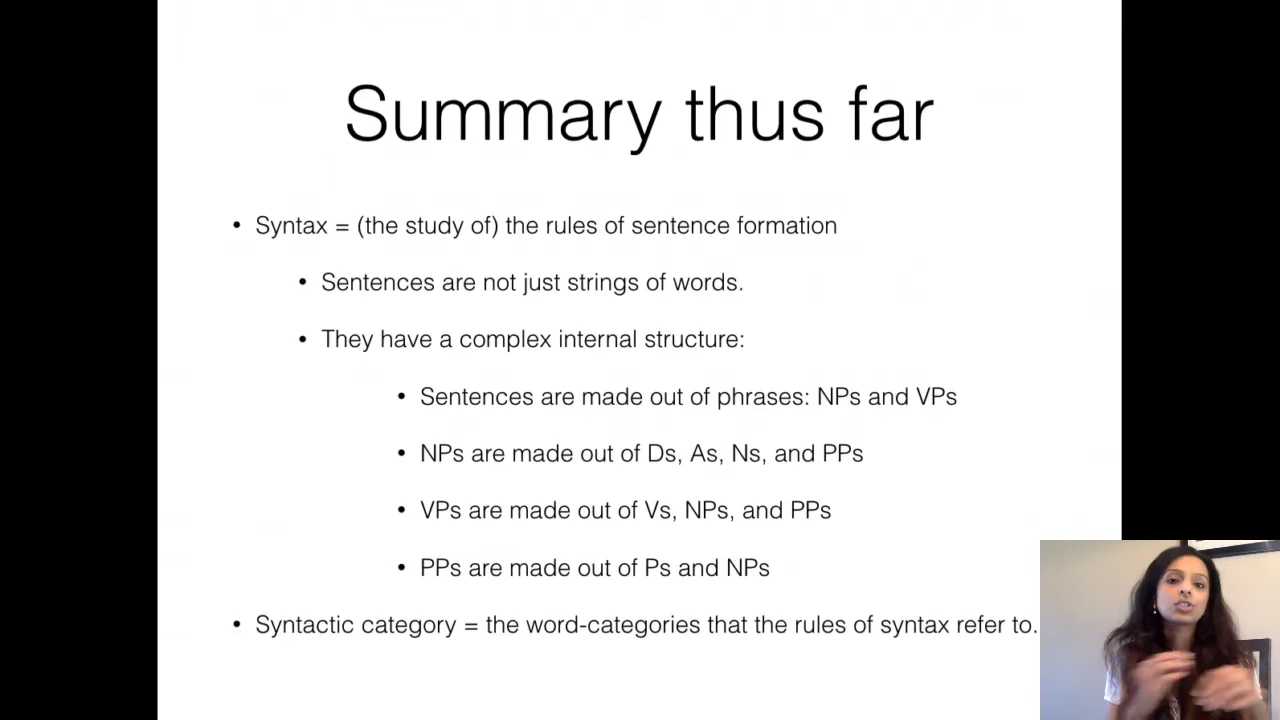 Summary thus far
• Syntax = (the study of) the rules of sentence formation
• Sentences are not just strings of words.
• They have a complex internal structure:
• Sentences are made out of phrases: NPs and VPs
• NPs are made out of Ds, As, Ns, and PPs
• VPs are made out of Vs, NPs, and PPs
• PPs are made out of Ps and NPs
• Syntactic category = the word-categories that the rules of syntax refer to.